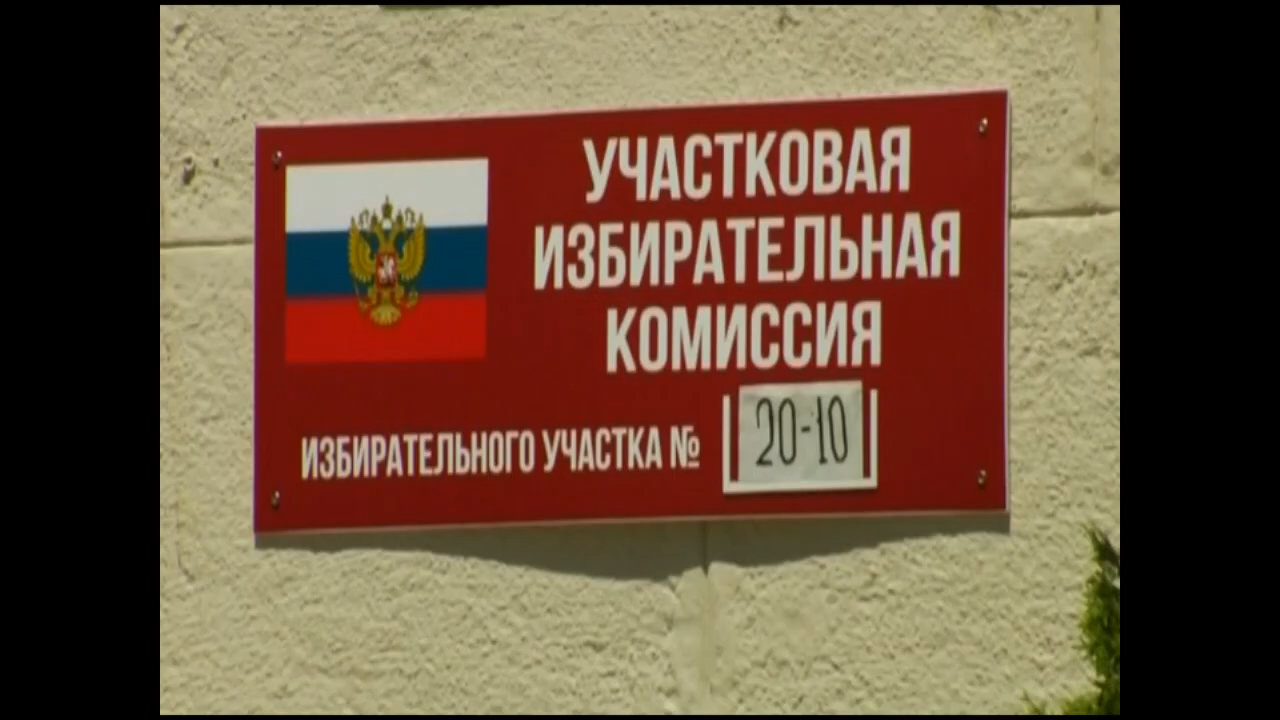 УЧАСТКОВАЯ
ИЗБИРАТЕЛЬНАЯ
КОМИССИЯ
ИЗБИРАТЕЛЬНОГО УЧАСТКА № 20-10